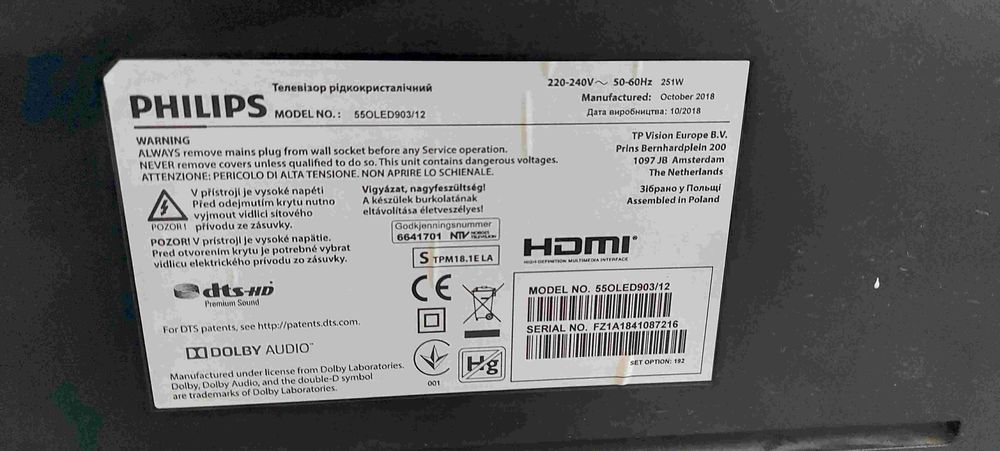 Телевізор рідкокристалічний
PHILIPS MODEL NO.: 55OLED903/12
220-240V～ 50-60Hz 251W
Manufactured: October 2018
Дата виробництва: 10/2018
WARNING
ALWAYS remove mains plug from wall socket before any Service operation.
NEVER remove covers unless qualified to do so. This unit contains dangerous voltages.
ATTENZIONE: PERICOLO DI ALTA TENSIONE. NON APRIRE LO SCHIENALE.
TP Vision Europe B.V.
Prins Bernhardplein 200
1097 JB Amsterdam
The Netherlands
Зібрано у Польщі
Assembled in Poland
POZOR!
V přístroji je vysoké napětí
Před odejmutím krytu nutno
vyjmout vidlici síťového
přívodu ze zásuvky.
Vigyázat, nagyfeszültség!
A készülek burkolatának
eltávolítása életveszélyes!
POZOR! V prístroji je vysoké napätie.
Pred otvorením krytu je potrebné vybrat
vidlicu elektrického prívodu zo zásuvky.
Godkjenningsnummer
6641701 NTV NORGES TELEVISJON
S TPM18.1E LA
HDMI
HIGH-DEFINITION MULTIMEDIA INTERFACE
dts-HD
Premium Sound
For DTS patents, see http://patents.dts.com.
DOLBY AUDIO™
Manufactured under license from Dolby Laboratories.
Dolby, Dolby Audio, and the double-D symbol
are trademarks of Dolby Laboratories.
CE
001
Hg
MODEL NO. 55OLED903/12
SERIAL NO. FZ1A1841087216
SET OPTION: 192